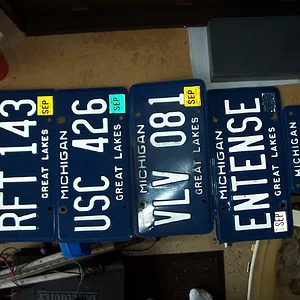 SEP
RFT 143
GREAT LAKES
SEP
MICHIGAN
USC 426
GREAT LAKES
SEP
MICHIGAN
VLV 081
GREAT LAKES
MICHIGAN
ENTENSE
GREAT LAKES
SEP
MICHIGAN